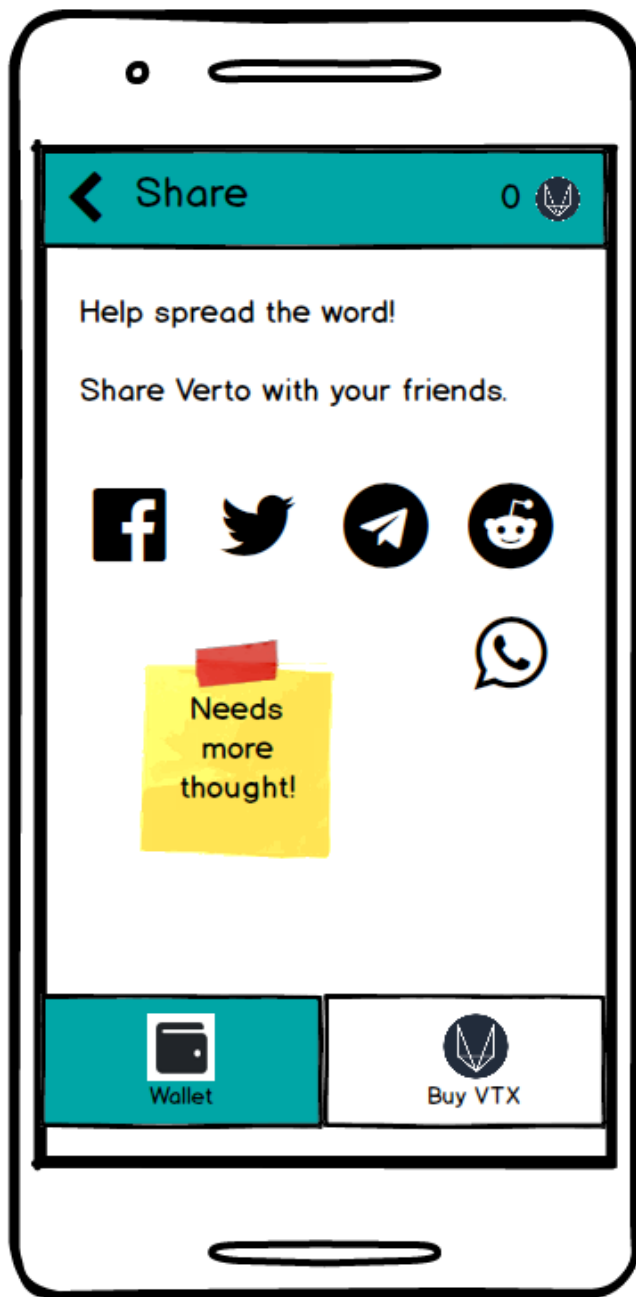 Share
0
Help spread the word!
Share Verto with your friends.
Needs
more
thought!
Wallet
Buy VTX